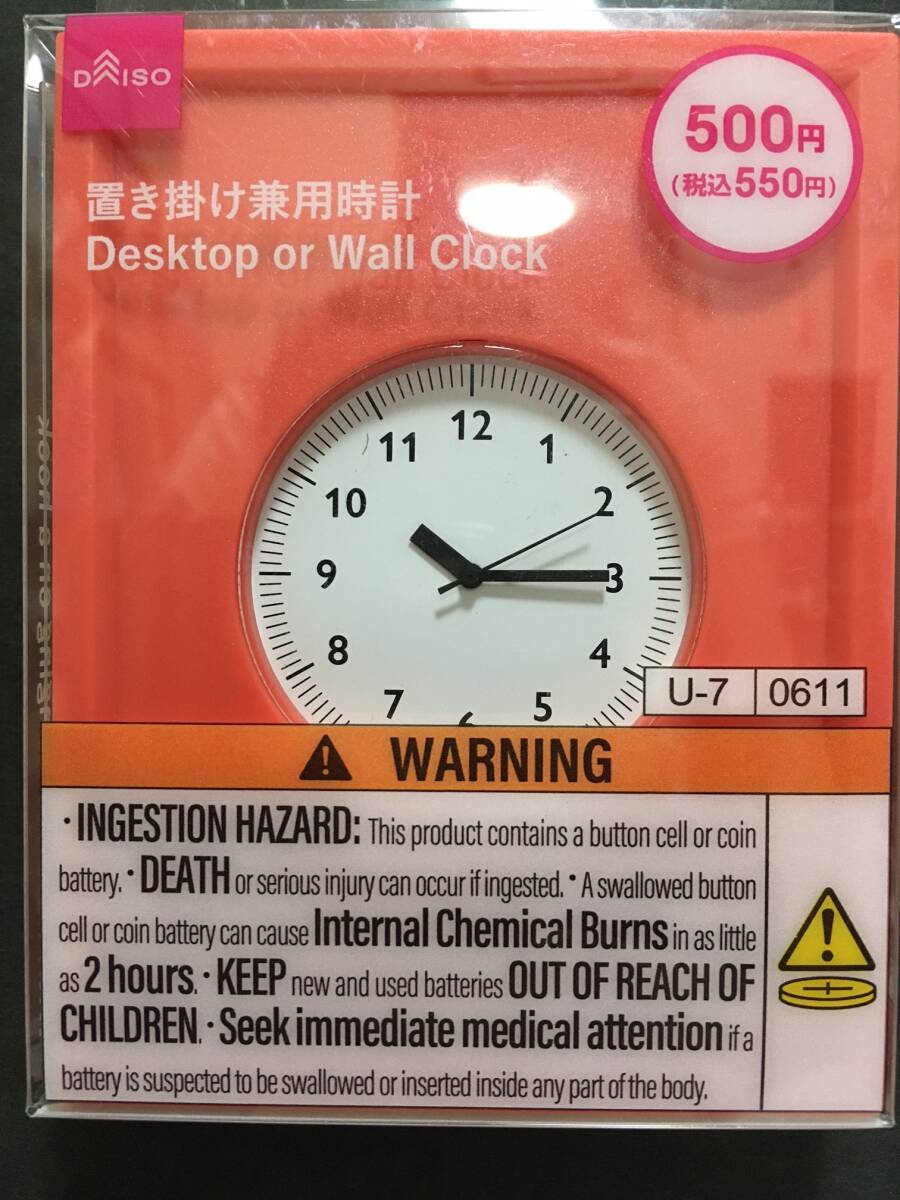 DAISO
500円
(税込550円)
置き掛け兼用時計
Desktop or Wall Clock
12
11
1
10
2
9
3
8
4
7
5
6
U-7 0611
WARNING
・INGESTION HAZARD: This product contains a button cell or coin
battery.・DEATH or serious injury can occur if ingested.・A swallowed button
cell or coin battery can cause Internal Chemical Burns in as little
as 2 hours.・KEEP new and used batteries OUT OF REACH OF
CHILDREN.・Seek immediate medical attention if a
battery is suspected to be swallowed or inserted inside any part of the body.